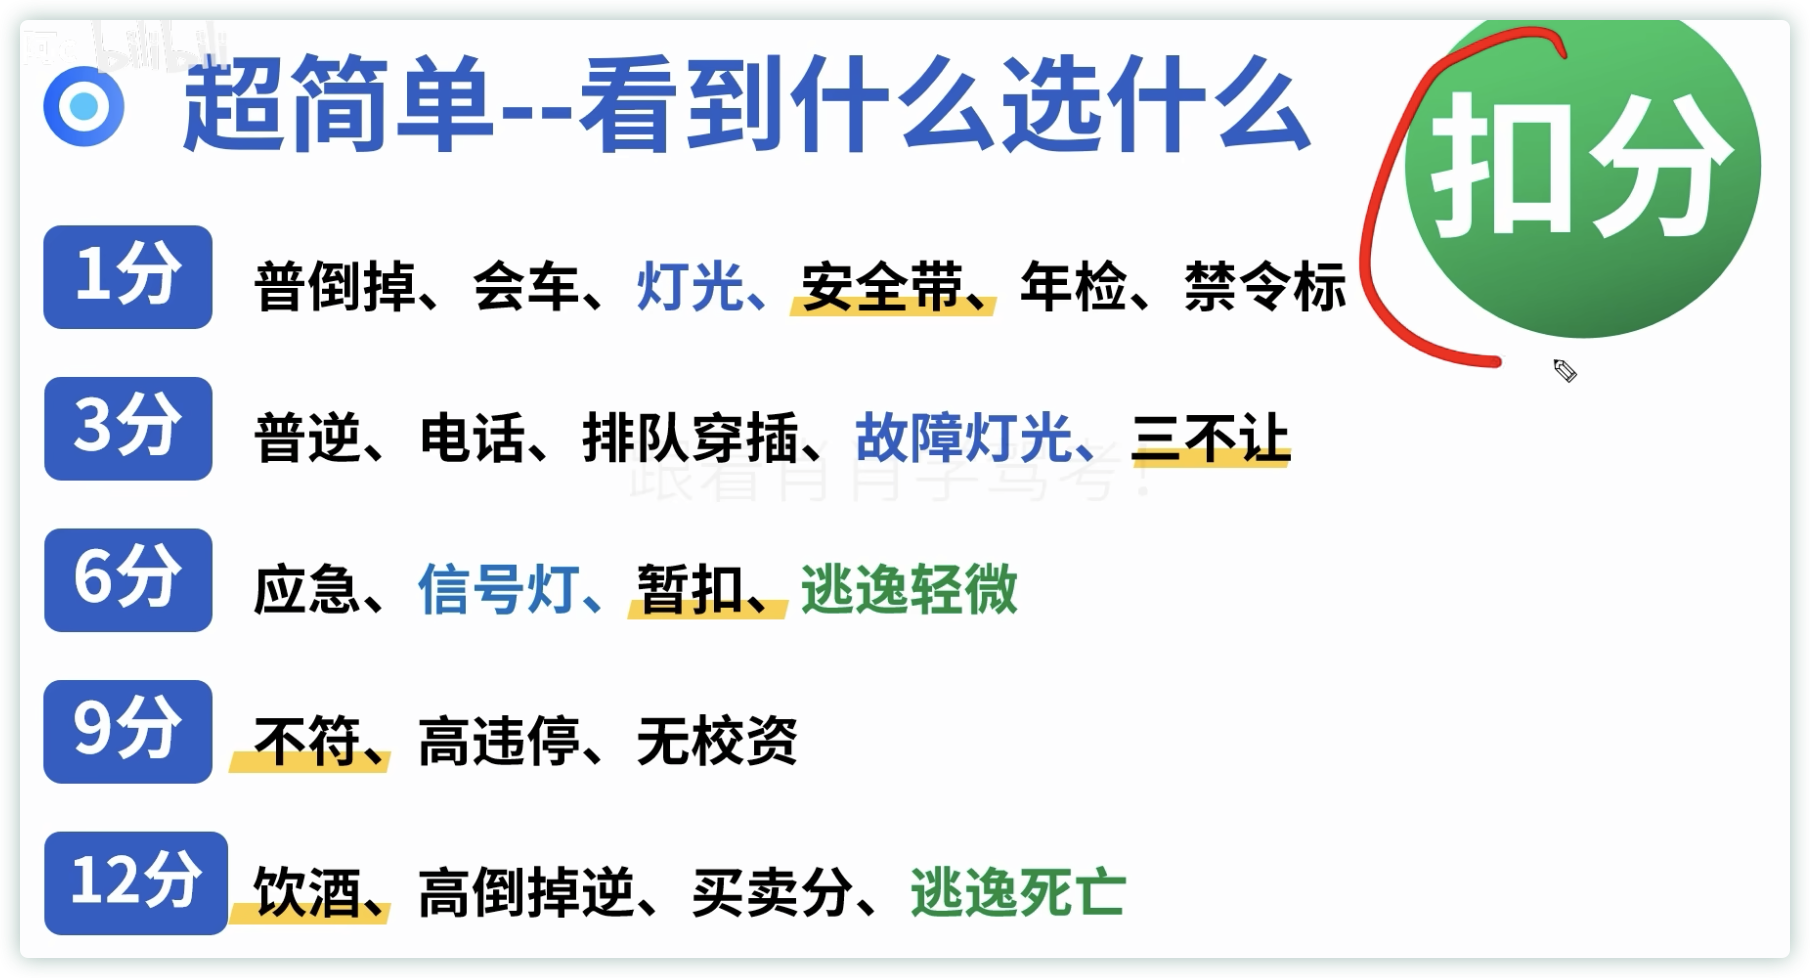 bilibili
超简单--看到什么选什么
扣分
1分 普倒掉、会车、灯光、安全带、年检、禁令标
3分 普逆、电话、排队穿插、故障灯光、三不让
跟着肖肖学驾考！
6分 应急、信号灯、暂扣、逃逸轻微
9分 不符、高违停、无校资
12分 饮酒、高倒掉逆、买卖分、逃逸死亡